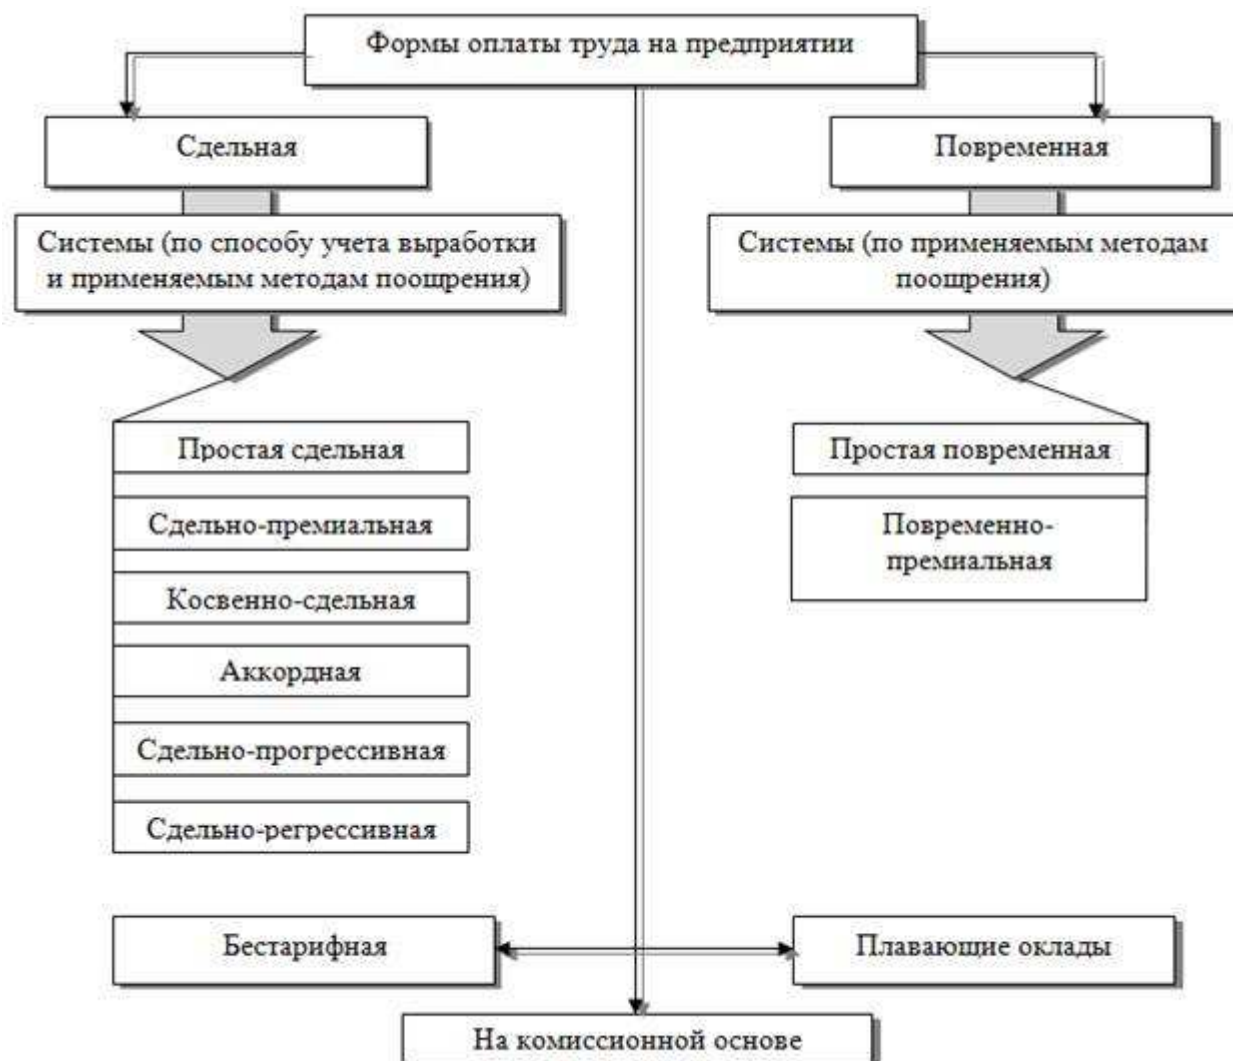 Формы оплаты труда на предприятии
Сдельная
Повременная
Системы (по способу учета выработки
и применяемым методам поощрения)
Системы (по применяемым методам
поощрения)
Простая сдельная
Сдельно-премиальная
Косвенно-сдельная
Аккордная
Сдельно-прогрессивная
Сдельно-регрессивная
Простая повременная
Повременно-
премиальная
Бестарифная
Плавающие оклады
На комиссионной основе